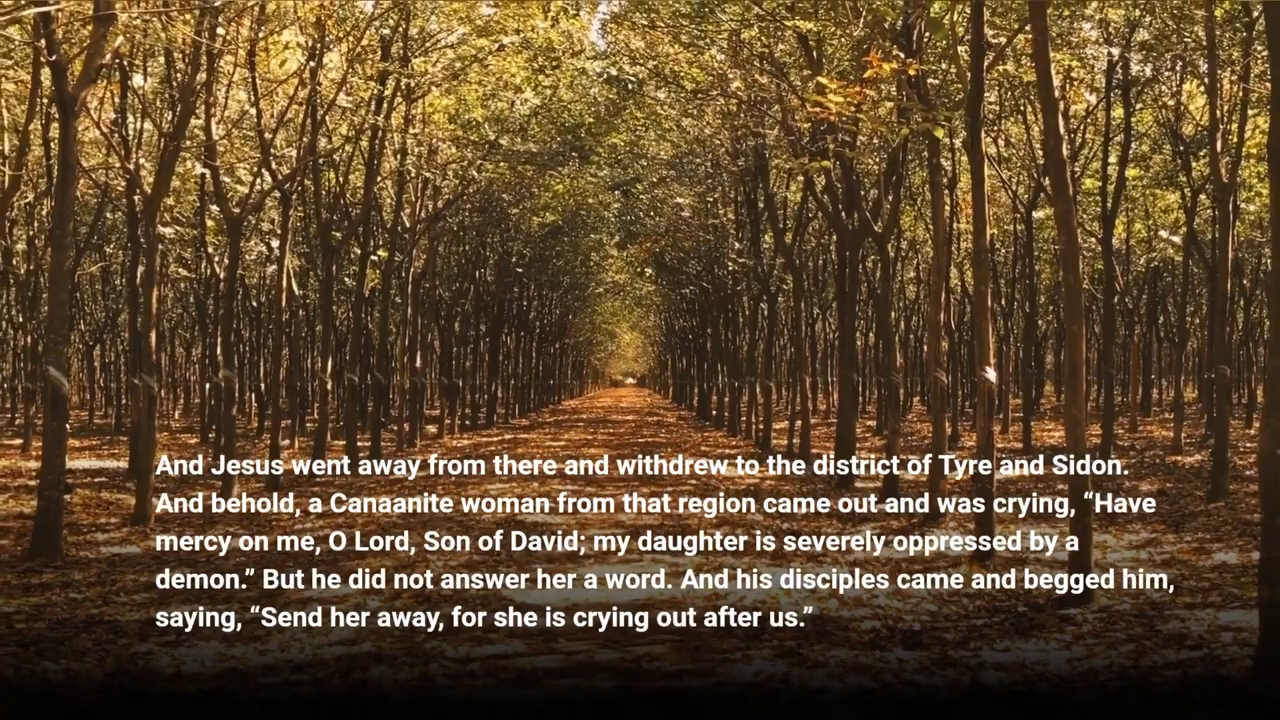 And Jesus went away from there and withdrew to the district of Tyre and Sidon.
And behold, a Canaanite woman from that region came out and was crying, “Have
mercy on me, O Lord, Son of David; my daughter is severely oppressed by a
demon.” But he did not answer her a word. And his disciples came and begged him,
saying, “Send her away, for she is crying out after us.”